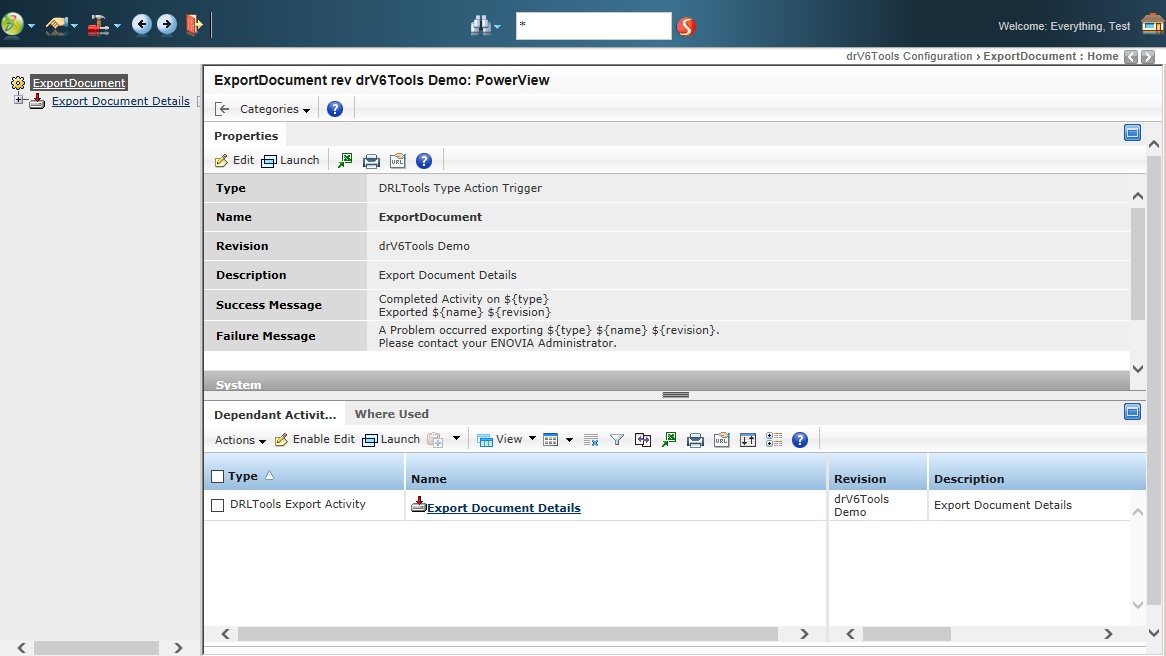 *
Welcome: Everything, Test
drV6Tools Configuration › ExportDocument : Home
ExportDocument
Export Document Details
ExportDocument rev drV6Tools Demo: PowerView
Categories
Properties
Edit Launch URL
Type DRLTools Type Action Trigger
Name ExportDocument
Revision drV6Tools Demo
Description Export Document Details
Success Message Completed Activity on ${type}
Exported ${name} ${revision}
Failure Message A Problem occurred exporting ${type} ${name} ${revision}.
Please contact your ENOVIA Administrator.
System
Dependant Activit... Where Used
Actions Enable Edit Launch View URL
Type Name Revision Description
DRLTools Export Activity Export Document Details drV6Tools Demo Export Document Details